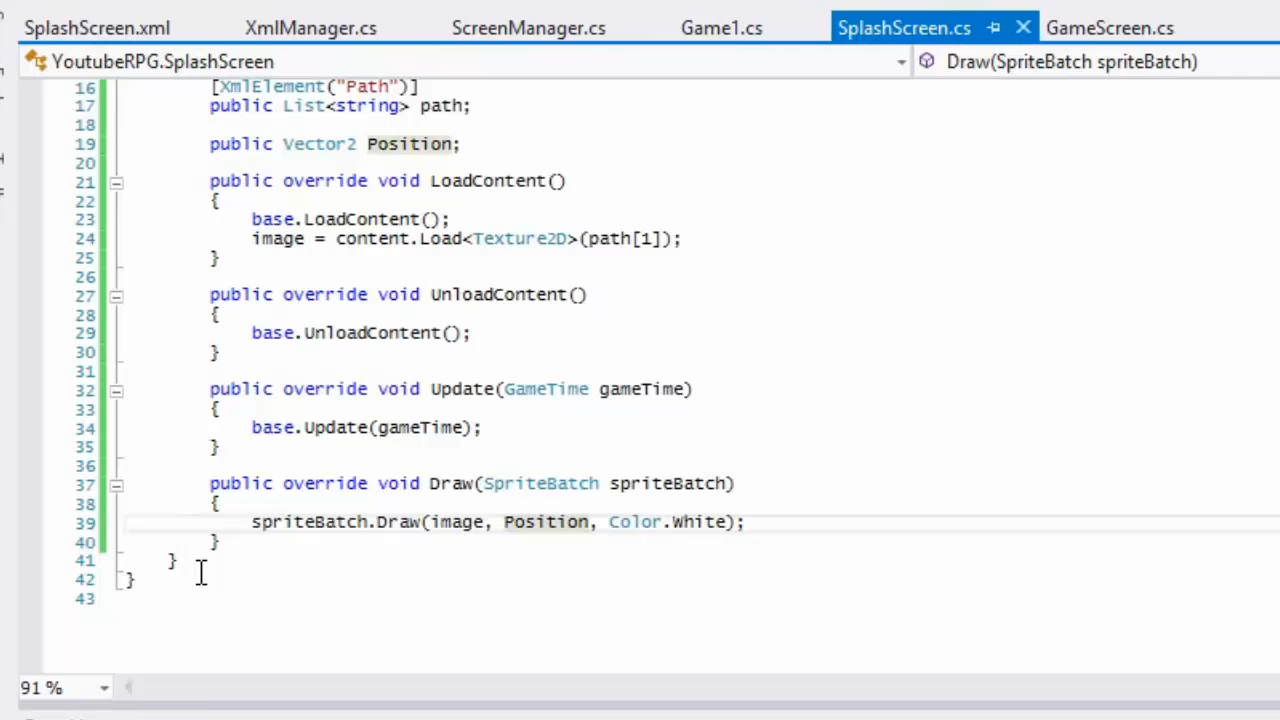 SplashScreen.xml XmlManager.cs ScreenManager.cs Game1.cs SplashScreen.cs GameScreen.cs
YoutubeRPG.SplashScreen Draw(SpriteBatch spriteBatch)
16 [XmlElement("Path")]
17 public List<string> path;
18
19 public Vector2 Position;
20
21 public override void LoadContent()
22 {
23 base.LoadContent();
24 image = content.Load<Texture2D>(path[1]);
25 }
26
27 public override void UnloadContent()
28 {
29 base.UnloadContent();
30 }
31
32 public override void Update(GameTime gameTime)
33 {
34 base.Update(gameTime);
35 }
36
37 public override void Draw(SpriteBatch spriteBatch)
38 {
39 spriteBatch.Draw(image, Position, Color.White);
40 }
41 }
42 }
43
91 %